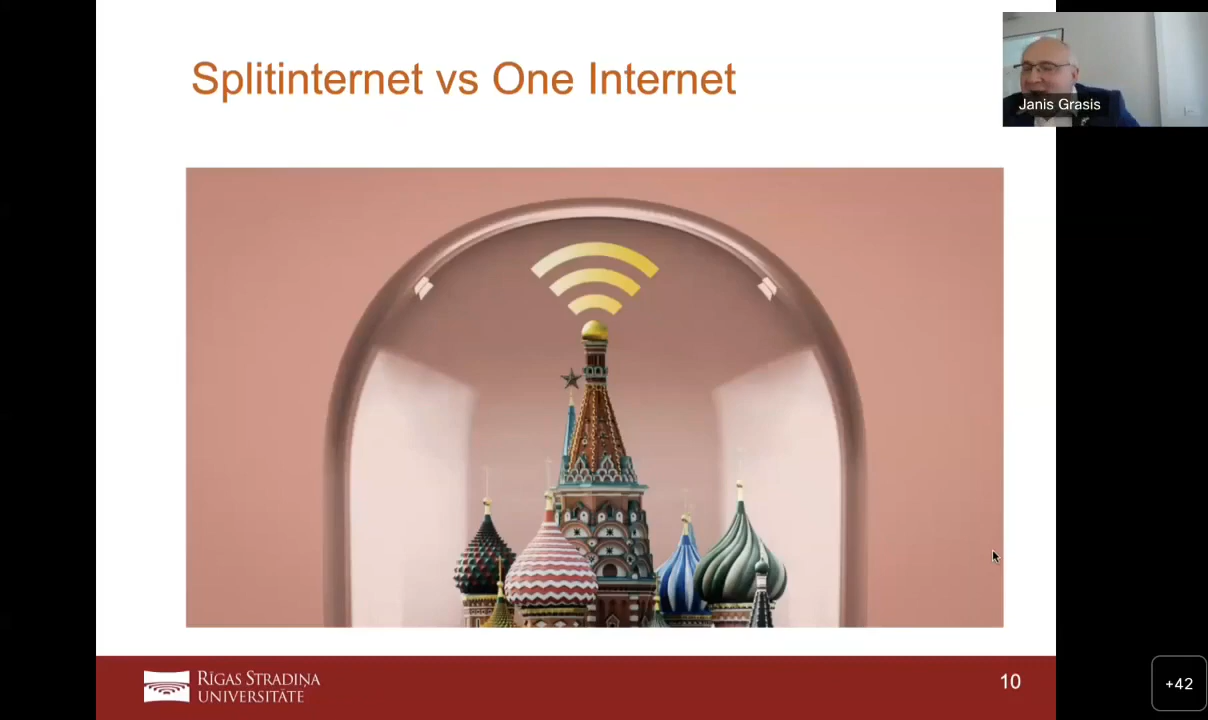 Splitinternet vs One Internet
Janis Grasis
RĪGAS STRADIŅA
UNIVERSITĀTE
10
+42